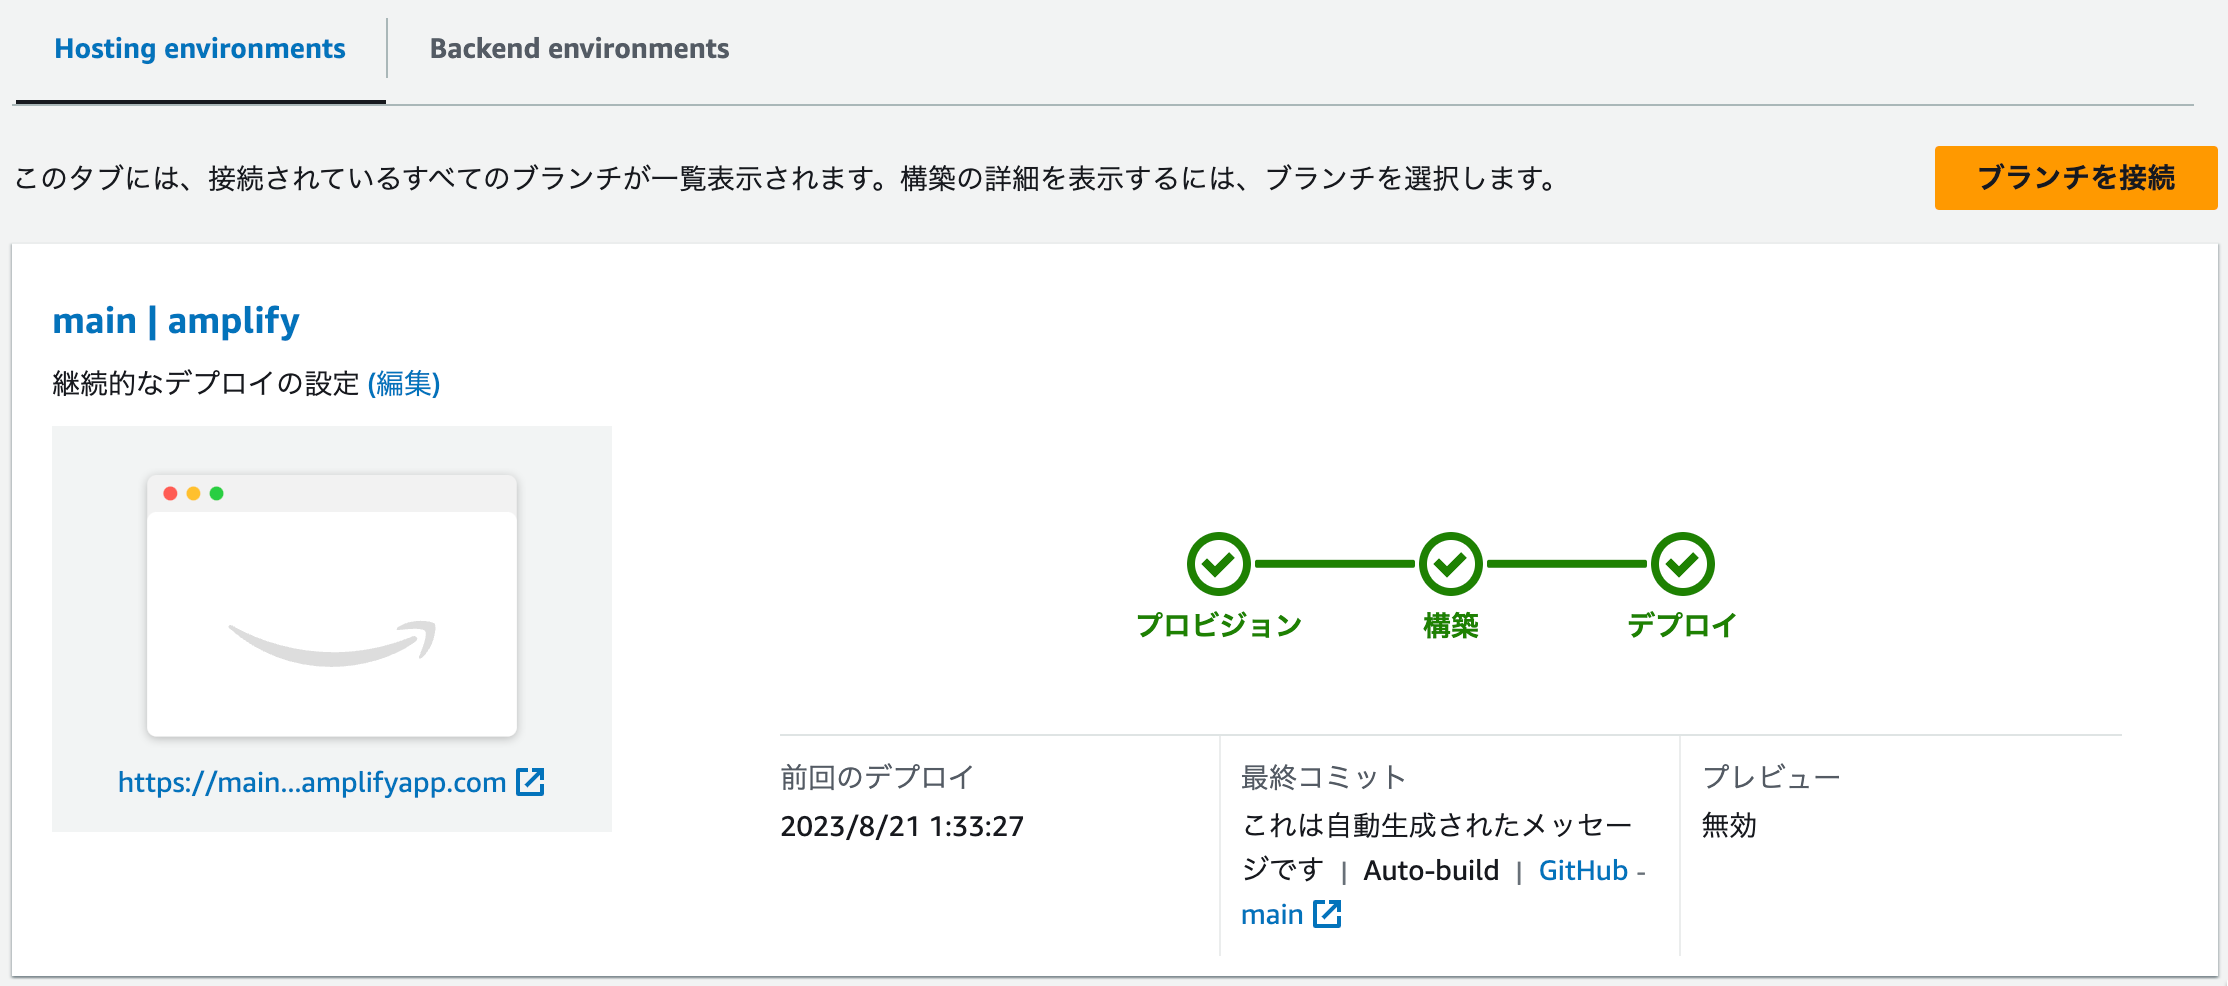 Hosting environments
Backend environments
このタブには、接続されているすべてのブランチが一覧表示されます。構築の詳細を表示するには、ブランチを選択します。
ブランチを接続
main | amplify
継続的なデプロイの設定 (編集)
https://main...amplifyapp.com
プロビジョン
構築
デプロイ
前回のデプロイ
2023/8/21 1:33:27
最終コミット
これは自動生成されたメッセー
ジです | Auto-build | GitHub -
main
プレビュー
無効